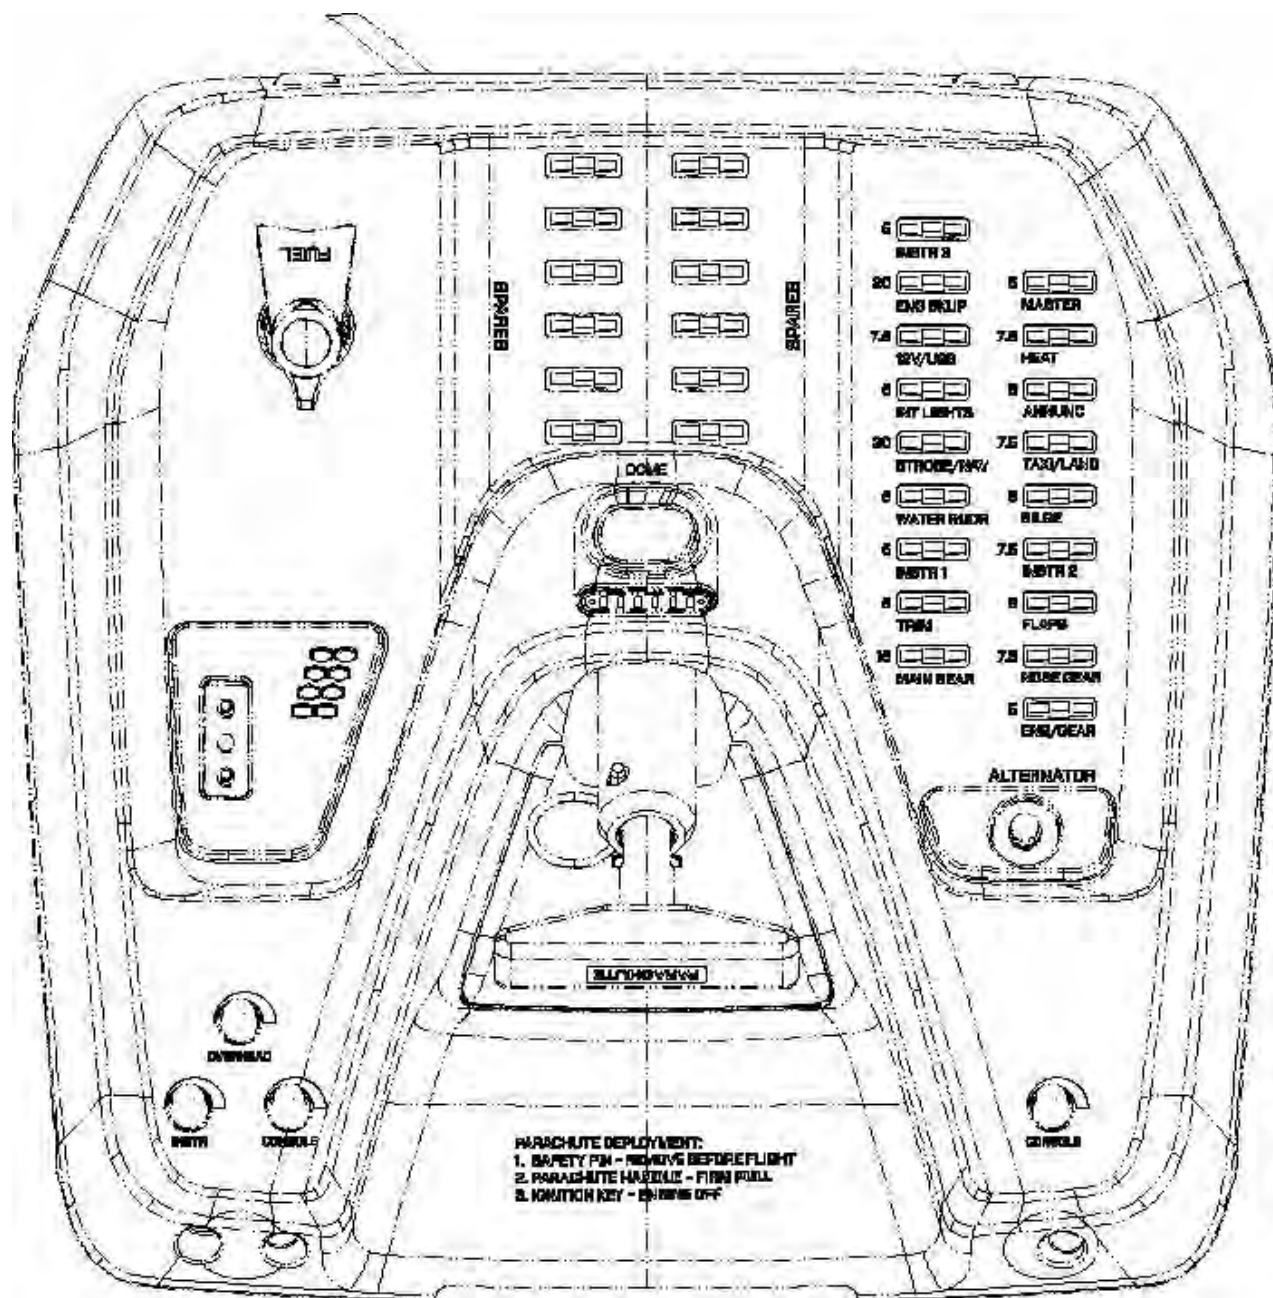 FUEL
SPARES
SPARES
5
INSTR 3
20
ENG BKUP
5
MASTER
7.5
12V/USB
7.5
HEAT
5
INT LIGHTS
5
ANNUNC
20
STROBE/NAV
7.5
TAXI/LAND
DOME
5
WATER RUDR
5
BILGE
5
INSTR 1
7.5
INSTR 2
5
TRIM
5
FLAPS
15
MAIN GEAR
7.5
NOSE GEAR
5
EMG/GEAR
ALTERNATOR
PARACHUTE
OVERHEAD
INSTR
CONSOLE
CONSOLE
PARACHUTE DEPLOYMENT:
1. SAFETY PIN - REMOVE BEFORE FLIGHT
2. PARACHUTE HANDLE - FIRM PULL
3. IGNITION KEY - ENGINE OFF